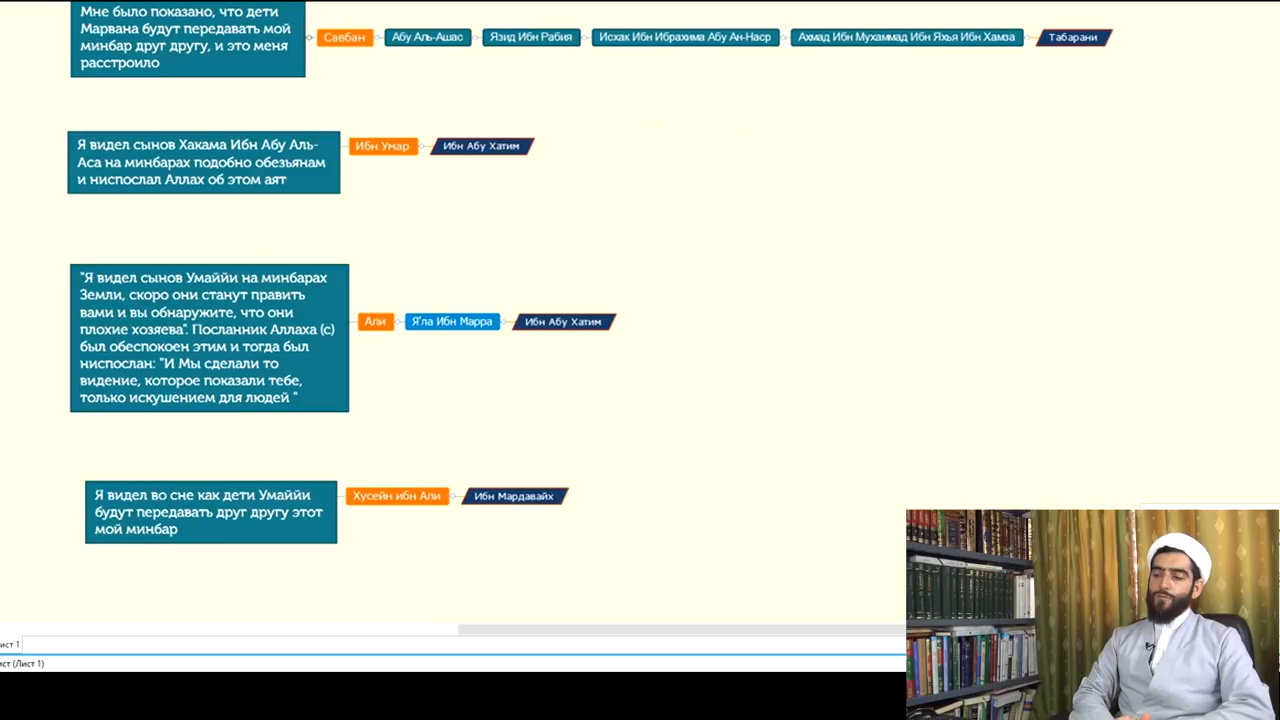 Мне было показано, что дети
Марвана будут передавать мой
минбар друг другу, и это меня
расстроило
Савбан
Абу Аль-Ашас
Язид Ибн Рабия
Исхак Ибн Ибрахима Абу Ан-Наср
Ахмад Ибн Мухаммад Ибн Яхья Ибн Хамза
Табарани
Я видел сынов Хакама Ибн Абу Аль-
Аса на минбарах подобно обезьянам
и ниспослал Аллах об этом аят
Ибн Умар
Ибн Абу Хатим
"Я видел сынов Умаййи на минбарах
Земли, скоро они станут править
вами и вы обнаружите, что они
плохие хозяева". Посланник Аллаха (с)
был обеспокоен этим и тогда был
ниспослан: "И Мы сделали то
видение, которое показали тебе,
только искушением для людей "
Али
Я'ла Ибн Марра
Ибн Абу Хатим
Я видел во сне как дети Умаййи
будут передавать друг другу этот
мой минбар
Хусейн ибн Али
Ибн Мардавайх
ист 1
ст (Лист 1)